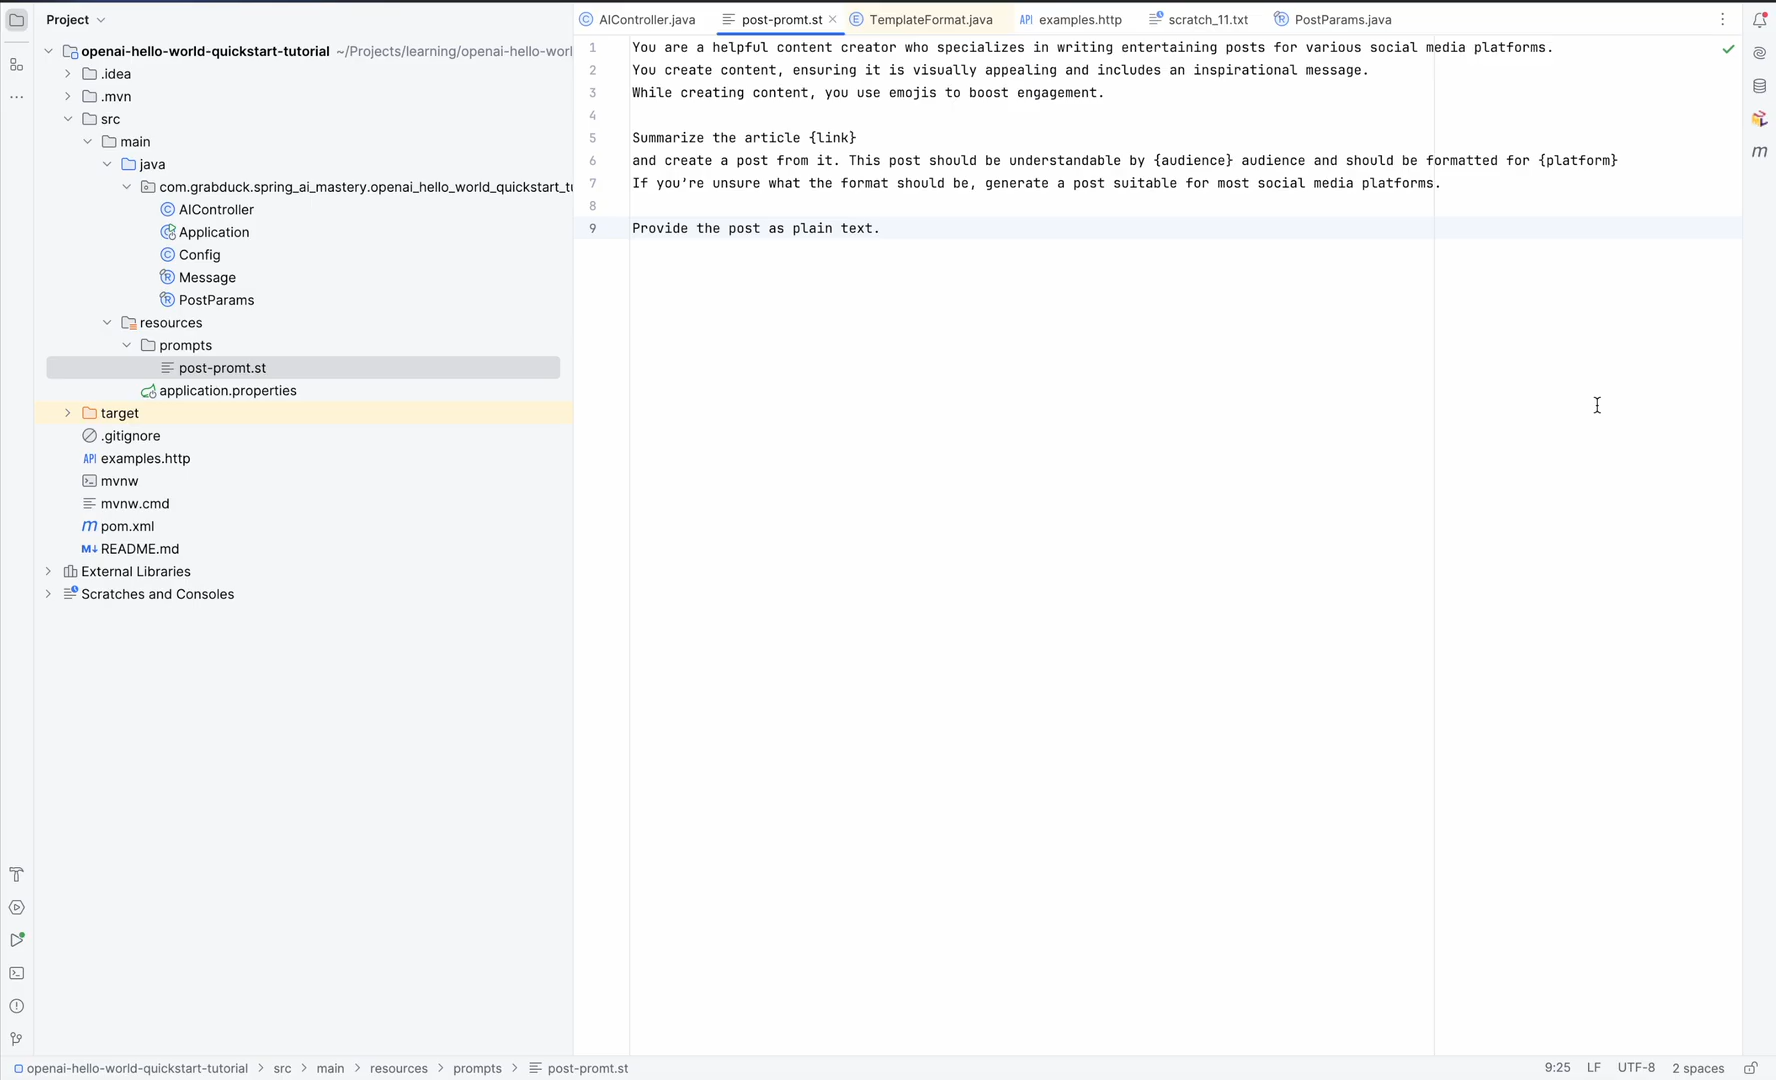 Project
AIController.java
post-promt.st
TemplateFormat.java
API examples.http
scratch_11.txt
PostParams.java
openai-hello-world-quickstart-tutorial ~/Projects/learning/openai-hello-worl
.idea
.mvn
src
main
java
com.grabduck.spring_ai_mastery.openai_hello_world_quickstart_tu
AIController
Application
Config
Message
PostParams
resources
prompts
post-promt.st
application.properties
target
.gitignore
API examples.http
mvnw
mvnw.cmd
m pom.xml
M↓ README.md
External Libraries
Scratches and Consoles
1 You are a helpful content creator who specializes in writing entertaining posts for various social media platforms.
2 You create content, ensuring it is visually appealing and includes an inspirational message.
3 While creating content, you use emojis to boost engagement.
4
5 Summarize the article {link}
6 and create a post from it. This post should be understandable by {audience} audience and should be formatted for {platform}
7 If you’re unsure what the format should be, generate a post suitable for most social media platforms.
8
9 Provide the post as plain text.
m
openai-hello-world-quickstart-tutorial > src > main > resources > prompts > post-promt.st
9:25 LF UTF-8 2 spaces